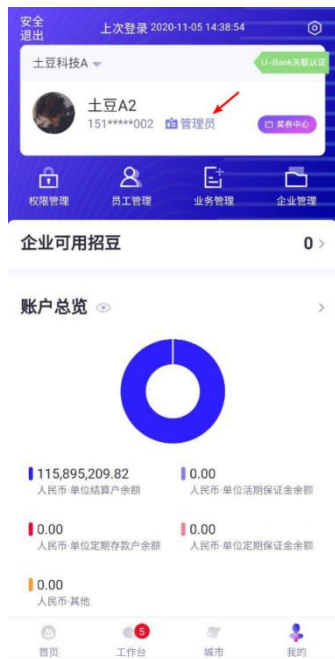 安全
退出
上次登录 2020-11-05 14:38:54
土豆科技A
U-Bank关联认证
土豆A2
151*****002 管理员
奖券中心
权限管理 员工管理 业务管理 企业管理
企业可用招豆 0
账户总览
115,895,209.82
人民币·单位结算户余额
0.00
人民币·单位活期保证金余额
0.00
人民币·单位定期存款户余额
0.00
人民币·单位定期保证金余额
0.00
人民币·其他
5
首页 工作台 城市 我的